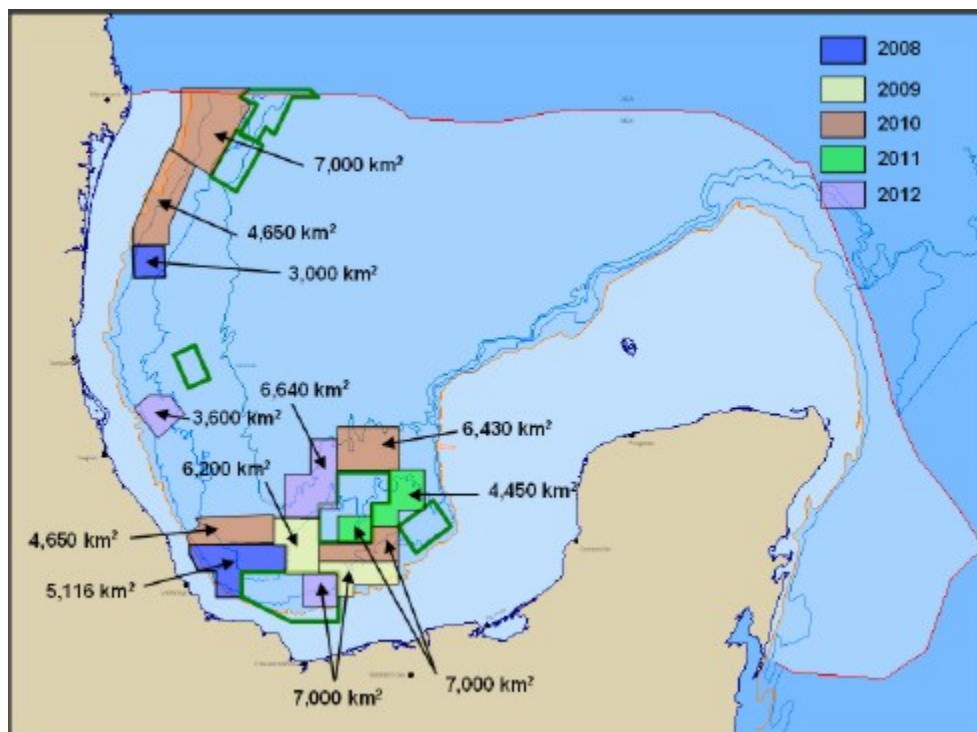 2008
2009
2010
2011
2012
7,000 km²
4,650 km²
3,000 km²
6,640 km²
3,600 km²
6,430 km²
6,200 km²
4,450 km²
4,650 km²
5,116 km²
7,000 km²
7,000 km²